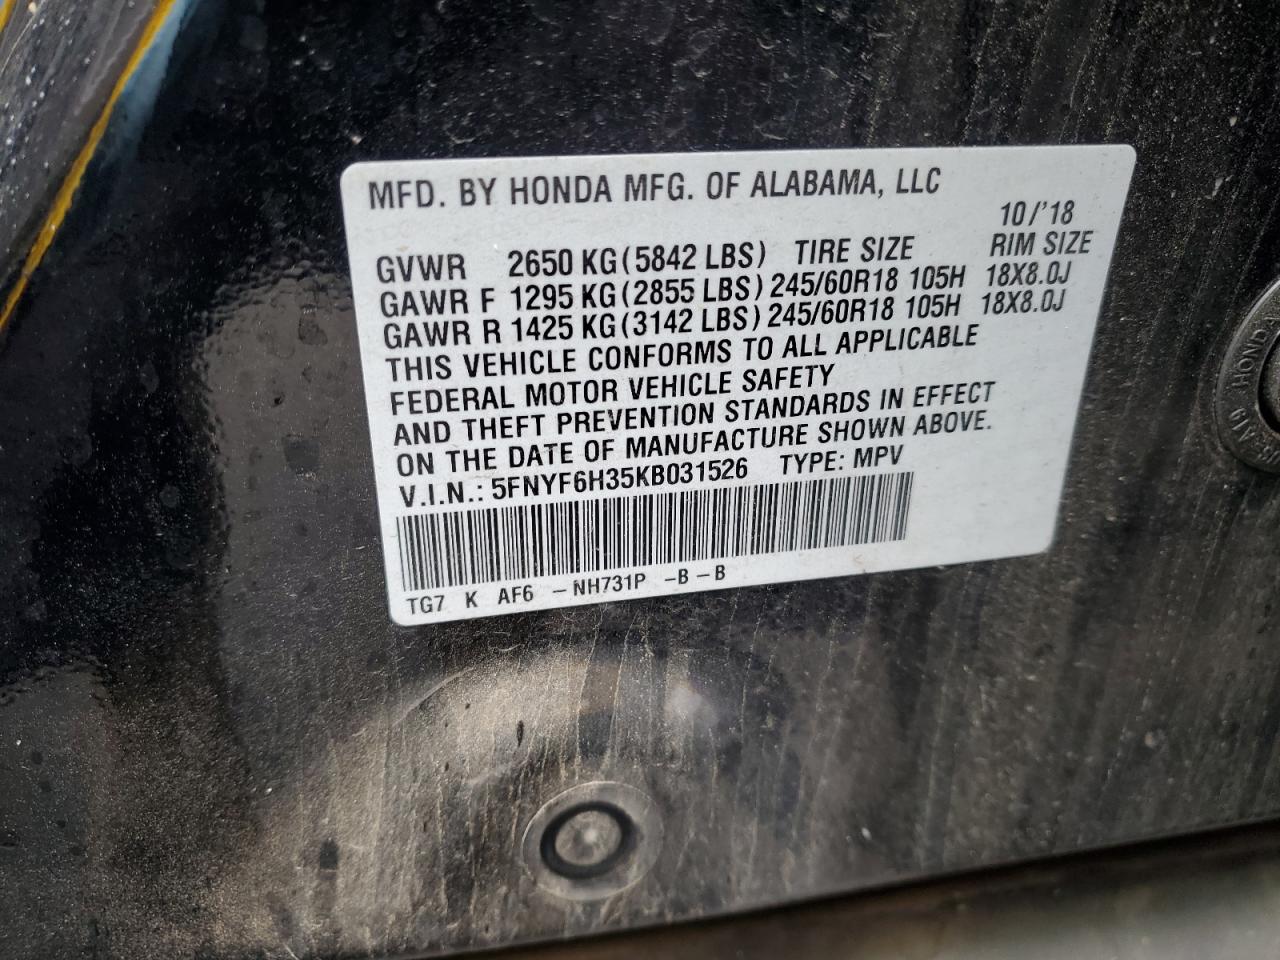 MFD. BY HONDA MFG. OF ALABAMA, LLC
10/'18
GVWR 2650 KG(5842 LBS) TIRE SIZE RIM SIZE
GAWR F 1295 KG(2855 LBS) 245/60R18 105H 18X8.0J
GAWR R 1425 KG(3142 LBS) 245/60R18 105H 18X8.0J
THIS VEHICLE CONFORMS TO ALL APPLICABLE
FEDERAL MOTOR VEHICLE SAFETY
AND THEFT PREVENTION STANDARDS IN EFFECT
ON THE DATE OF MANUFACTURE SHOWN ABOVE.
V.I.N.: 5FNYF6H35KB031526 TYPE: MPV
TG7 K AF6 -NH731P -B-B